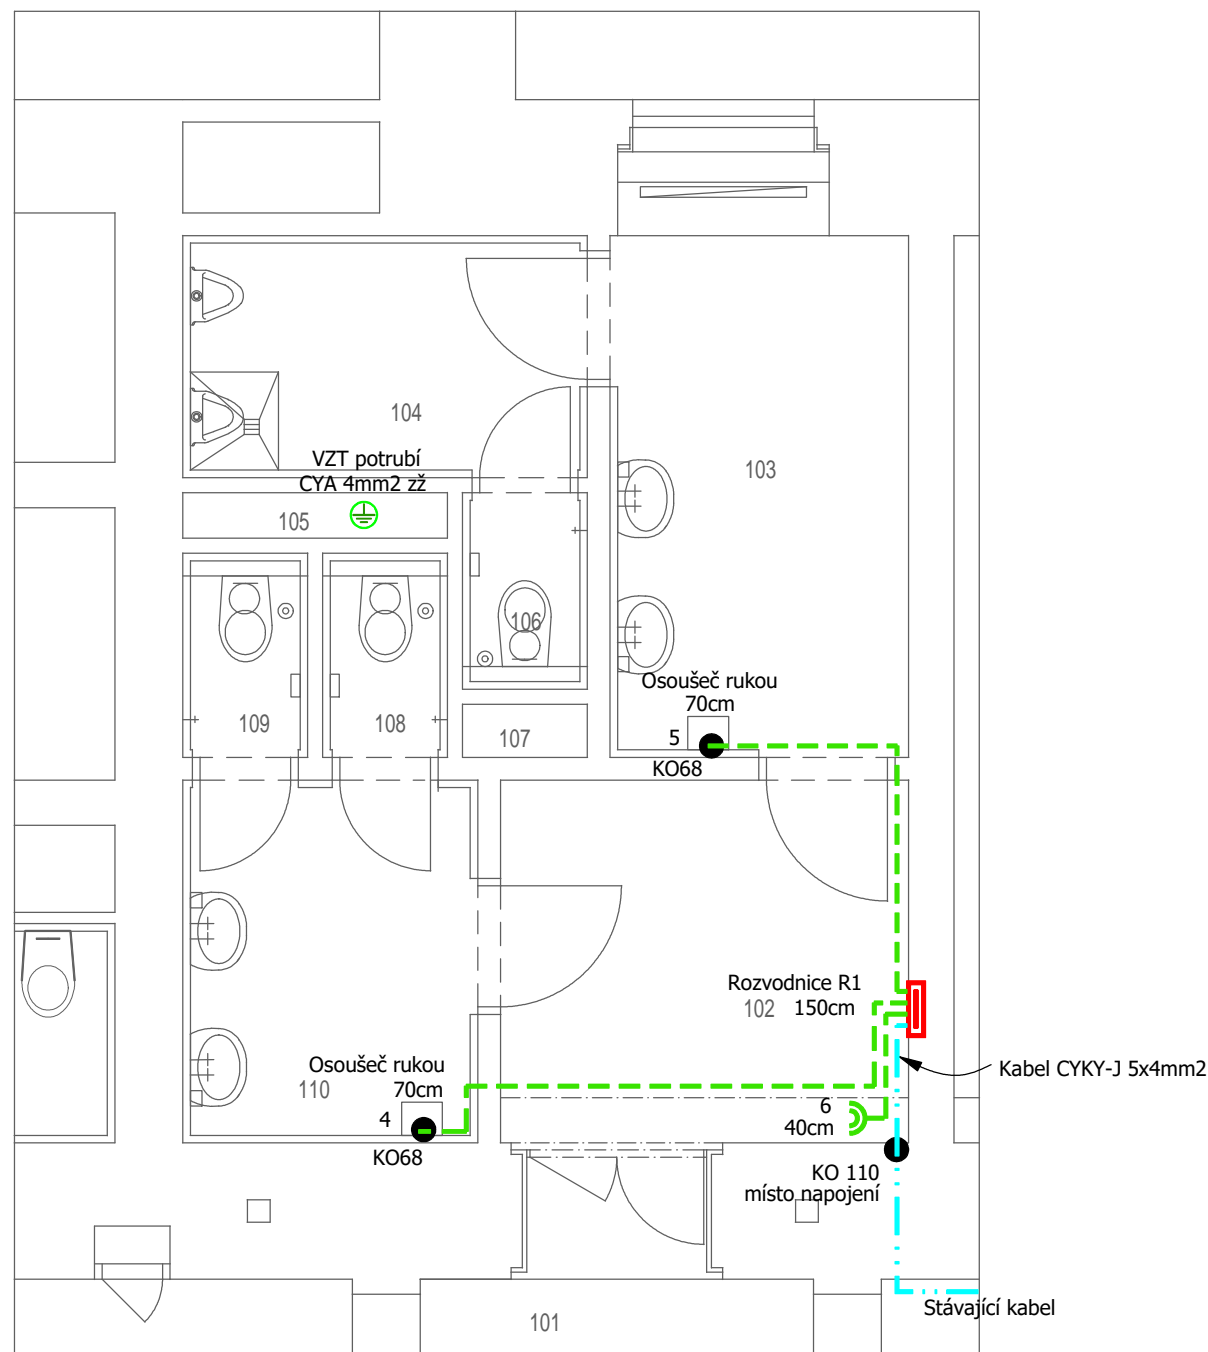 104
VZT potrubí
CYA 4mm2 zž
103
105
106
Osoušeč rukou
70cm
5
KO68
109
108
107
Rozvodnice R1
102
150cm
Kabel CYKY-J 5x4mm2
Osoušeč rukou
70cm
110
4
KO68
6
40cm
KO 110
místo napojení
Stávající kabel
101